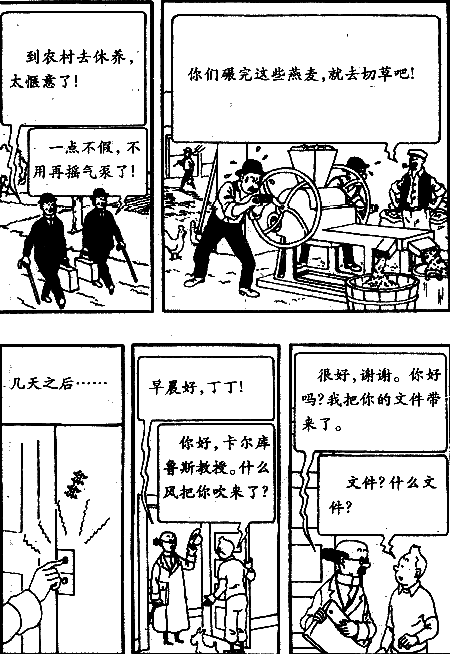 到农村去休养，
太惬意了！
一点不假，不
用再摇气泵了！
你们碾完这些燕麦，就去切草吧！
几天之后……
铃铃
早晨好，丁丁！
你好，卡尔库
鲁斯教授。什么
风把你吹来了？
很好，谢谢。你好
吗？我把你的文件带
来了。
文件？什么文
件？